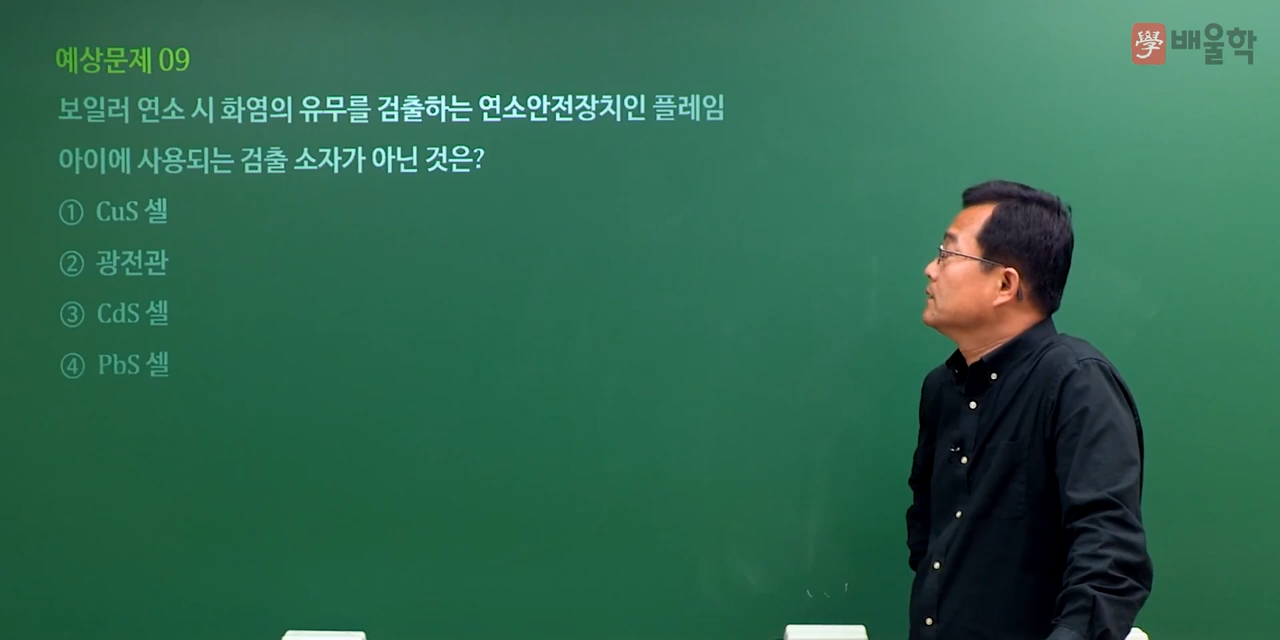 예상문제 09
學 배울학
보일러 연소 시 화염의 유무를 검출하는 연소안전장치인 플레임
아이에 사용되는 검출 소자가 아닌 것은?
① CuS 셀
② 광전관
③ CdS 셀
④ PbS 셀